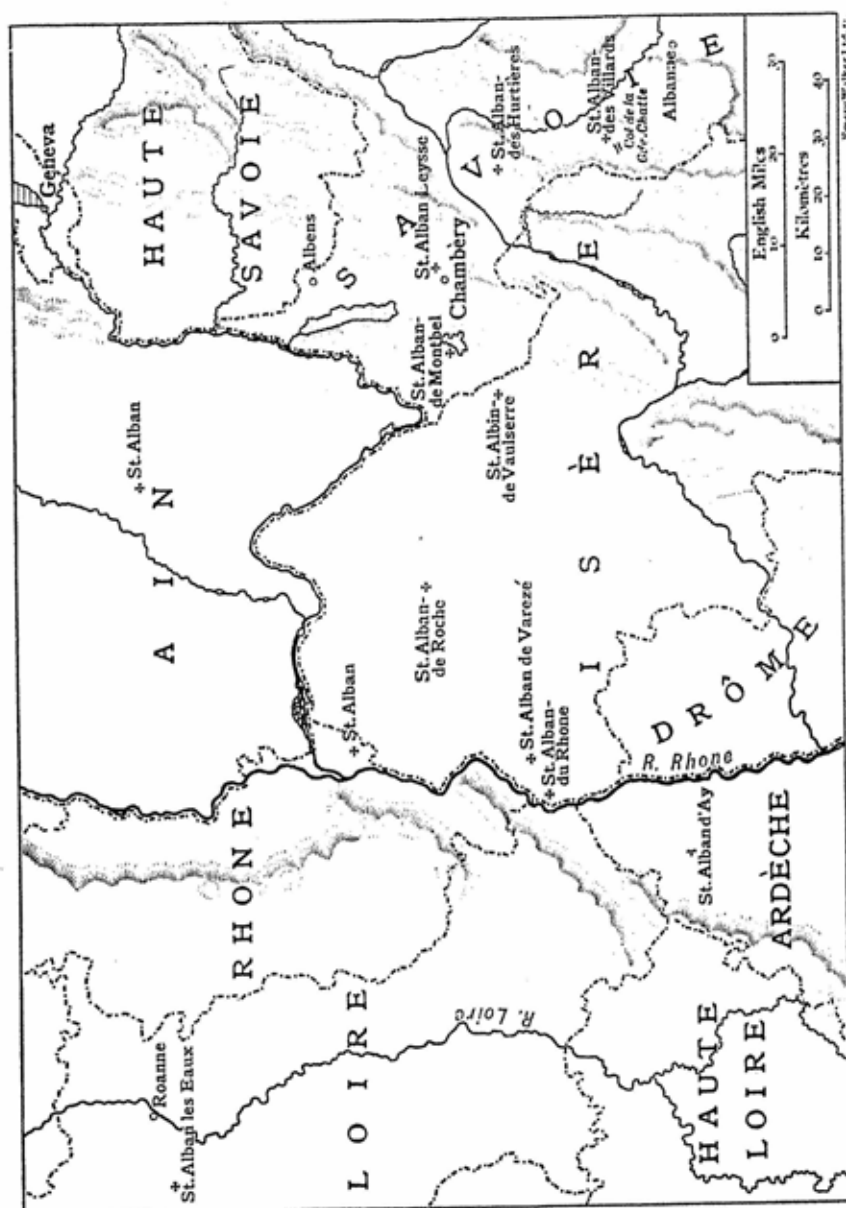 Geneva
HAUTE
SAVOIE
Albens
St. Alban
AIN
St. Alban Leysse
Chambèry
St. Alban-
de Montbel
SAVOIE
St. Alban-
des Hurtières
St. Alban-
des Villards
Col de la
Gde. Chatte
Albanne
St. Albin-
de Vaulserre
ISÈRE
St. Alban-
de Roche
St. Alban
St. Alban de Varezé
St. Alban-
du Rhone
DRÔME
R. Rhone
RHONE
Roanne
St. Alban les Eaux
LOIRE
R. Loire
St. Alband'Ay
ARDÈCHE
HAUTE
LOIRE
English Miles
0 10 20 30
Kilomètres
0 10 20 30 40